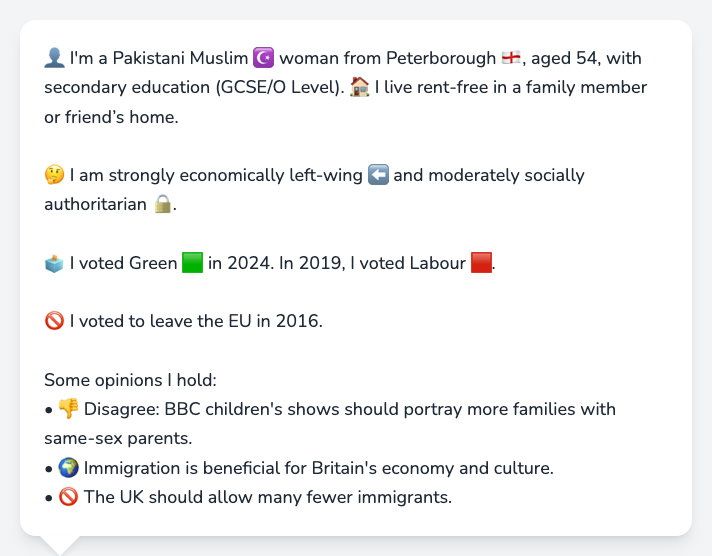 👤 I'm a Pakistani Muslim ☪️ woman from Peterborough 🏴󠁧󠁢󠁥󠁮󠁧󠁿, aged 54, with
secondary education (GCSE/O Level). 🏠 I live rent-free in a family member
or friend’s home.
🤔 I am strongly economically left-wing ⬅️ and moderately socially
authoritarian 🔒.
🗳️ I voted Green 🟩 in 2024. In 2019, I voted Labour 🟥.
🚫 I voted to leave the EU in 2016.
Some opinions I hold:
• 👎 Disagree: BBC children's shows should portray more families with
same-sex parents.
• 🌍 Immigration is beneficial for Britain's economy and culture.
• 🚫 The UK should allow many fewer immigrants.